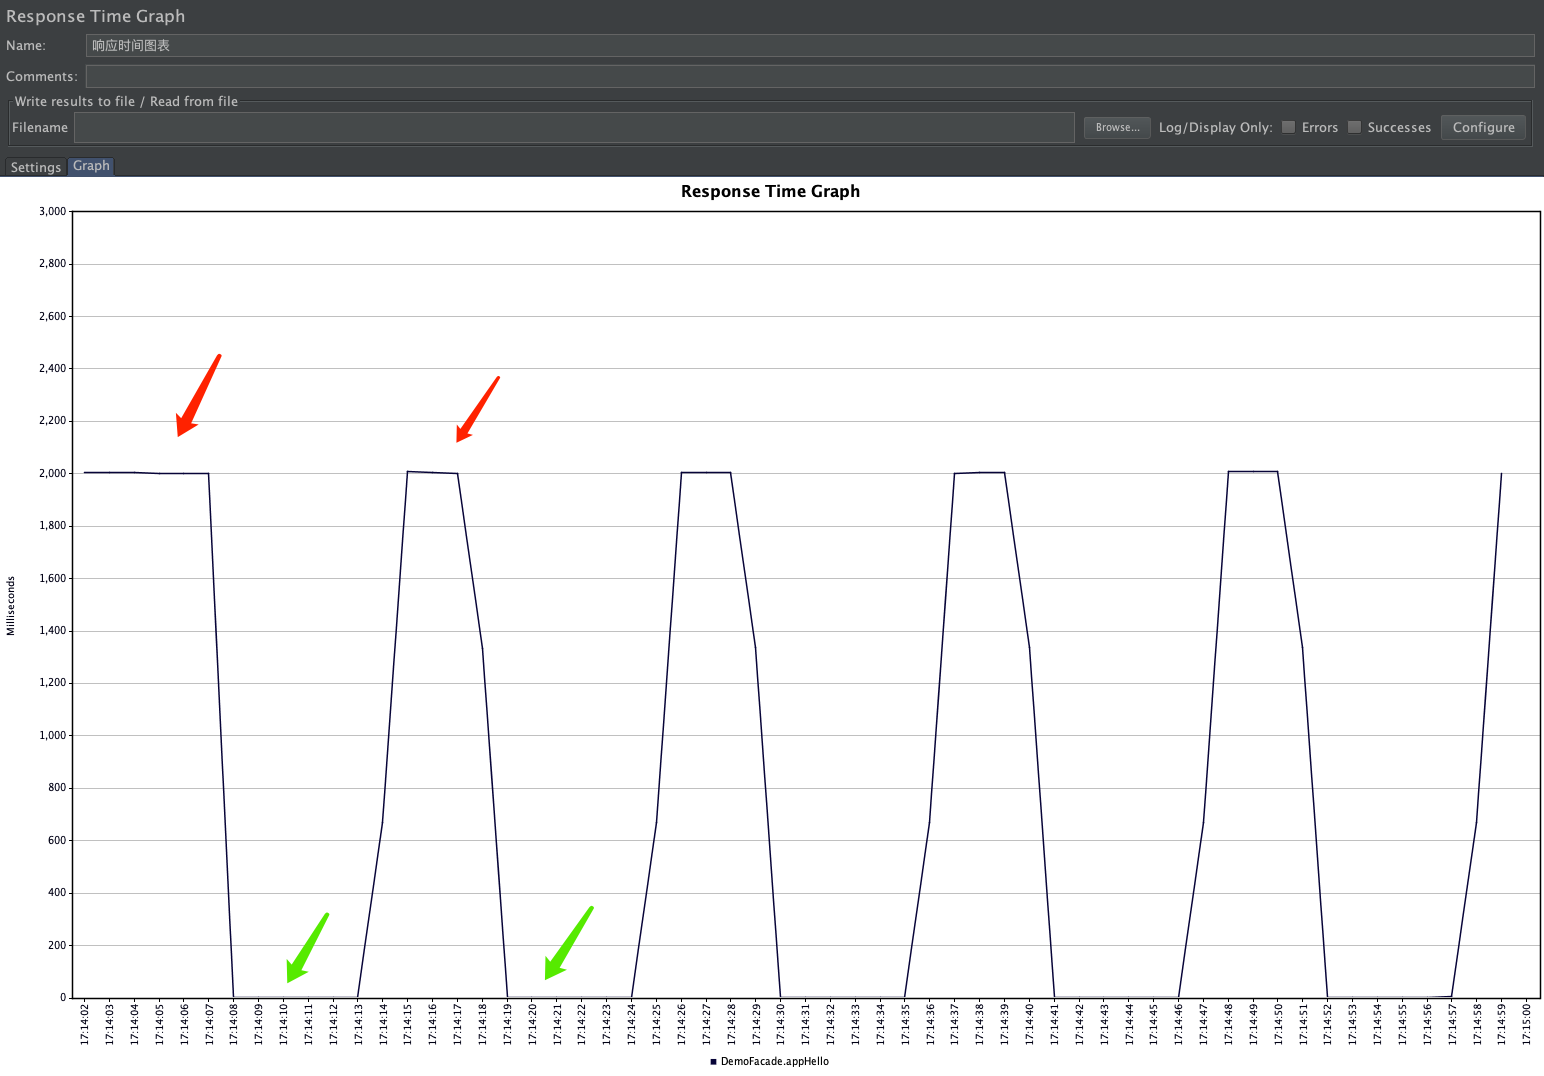 Response Time Graph
Name: 响应时间图表
Comments:
Write results to file / Read from file
Filename Browse... Log/Display Only: Errors Successes Configure
Settings Graph
Response Time Graph
3,000
2,800
2,600
2,400
2,200
2,000
1,800
1,600
1,400
1,200
1,000
800
600
400
200
0
Milliseconds
17:14:02 17:14:03 17:14:04 17:14:05 17:14:06 17:14:07 17:14:08 17:14:09 17:14:10 17:14:11 17:14:12 17:14:13 17:14:14 17:14:15 17:14:16 17:14:17 17:14:18 17:14:19 17:14:20 17:14:21 17:14:22 17:14:23 17:14:24 17:14:25 17:14:26 17:14:27 17:14:28 17:14:29 17:14:30 17:14:31 17:14:32 17:14:33 17:14:34 17:14:35 17:14:36 17:14:37 17:14:38 17:14:39 17:14:40 17:14:41 17:14:42 17:14:43 17:14:44 17:14:45 17:14:46 17:14:47 17:14:48 17:14:49 17:14:50 17:14:51 17:14:52 17:14:53 17:14:54 17:14:55 17:14:56 17:14:57 17:14:58 17:14:59 17:15:00
DemoFacade.appHello